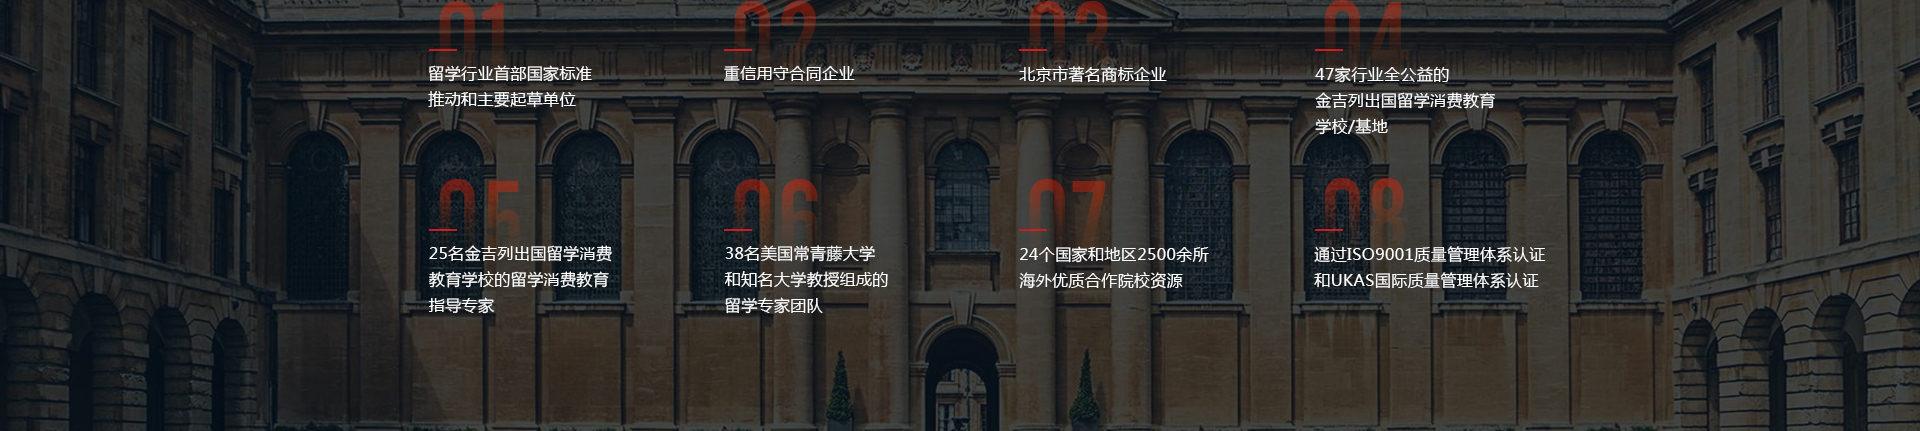 01
留学行业首部国家标准
推动和主要起草单位
02
重信用守合同企业
03
北京市著名商标企业
04
47家行业全公益的
金吉列出国留学消费教育
学校/基地
05
25名金吉列出国留学消费
教育学校的留学消费教育
指导专家
06
38名美国常青藤大学
和知名大学教授组成的
留学专家团队
07
24个国家和地区2500余所
海外优质合作院校资源
08
通过ISO9001质量管理体系认证
和UKAS国际质量管理体系认证